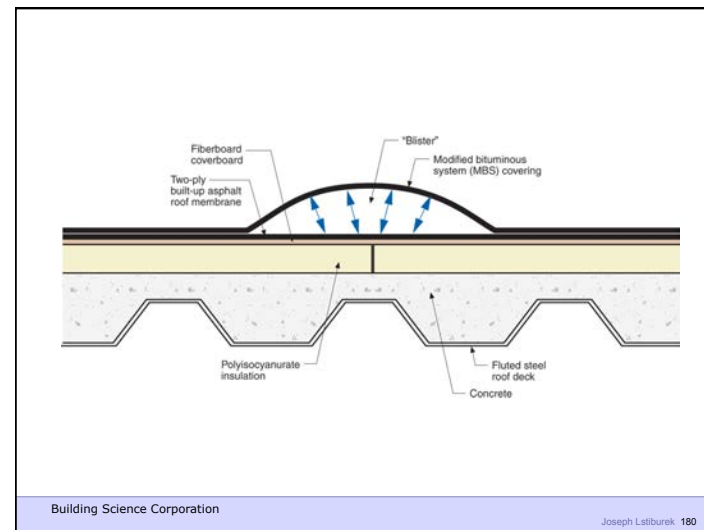 "Blister"
Fiberboard
coverboard
Modified bituminous
system (MBS) covering
Two-ply
built-up asphalt
roof membrane
Polyisocyanurate
insulation
Fluted steel
roof deck
Concrete
Building Science Corporation
Joseph Lstiburek 180